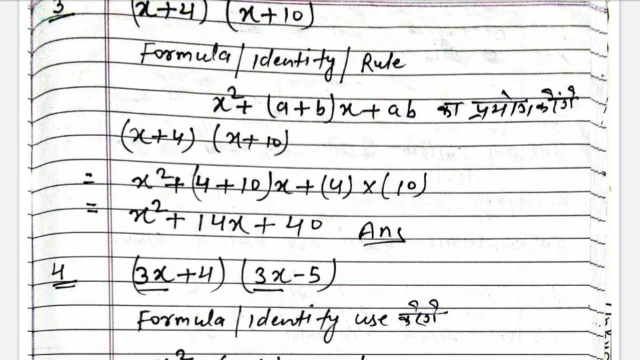 3 (x+4) (x+10)
Formula/Identity/Rule
x²+(a+b)x+ab का प्रयोग करेंगे
(x+4) (x+10)
= x²+(4+10)x+(4)×(10)
= x²+14x+40 Ans
4 (3x+4) (3x-5)
Formula/Identity use करेंगे